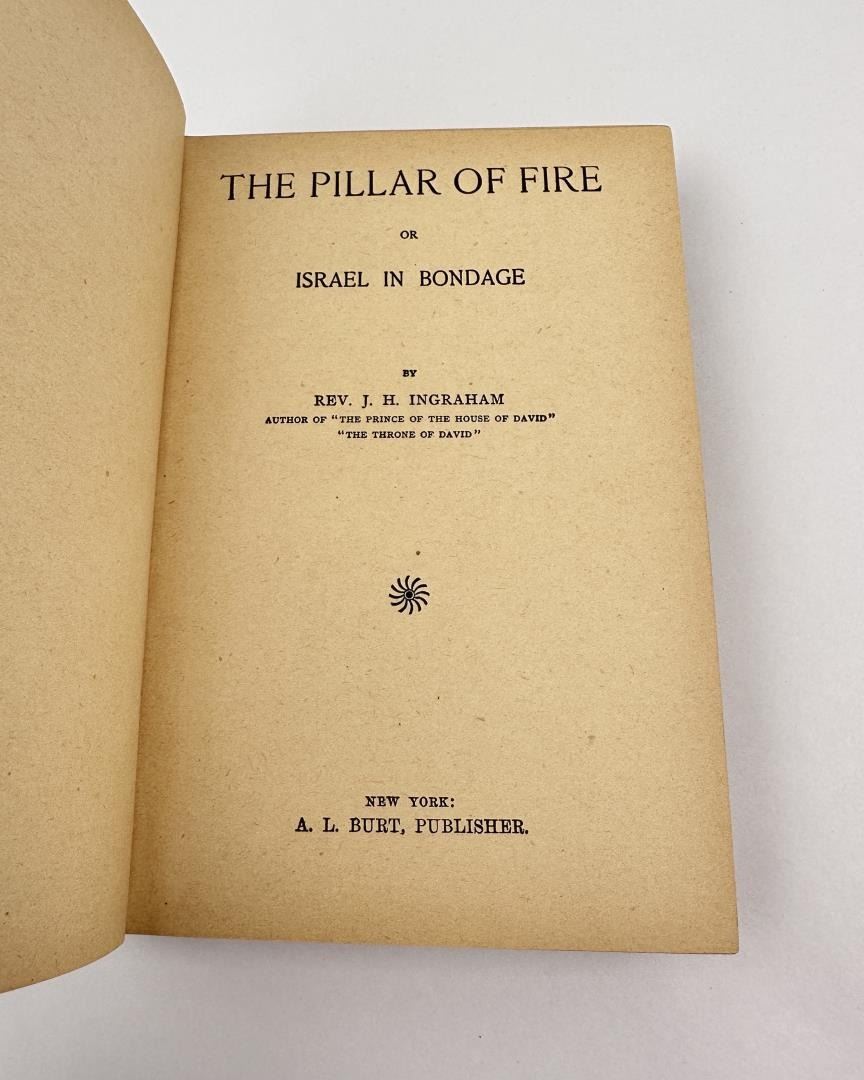 THE PILLAR OF FIRE
OR
ISRAEL IN BONDAGE
BY
REV. J. H. INGRAHAM
AUTHOR OF "THE PRINCE OF THE HOUSE OF DAVID"
"THE THRONE OF DAVID"
NEW YORK:
A. L. BURT, PUBLISHER.